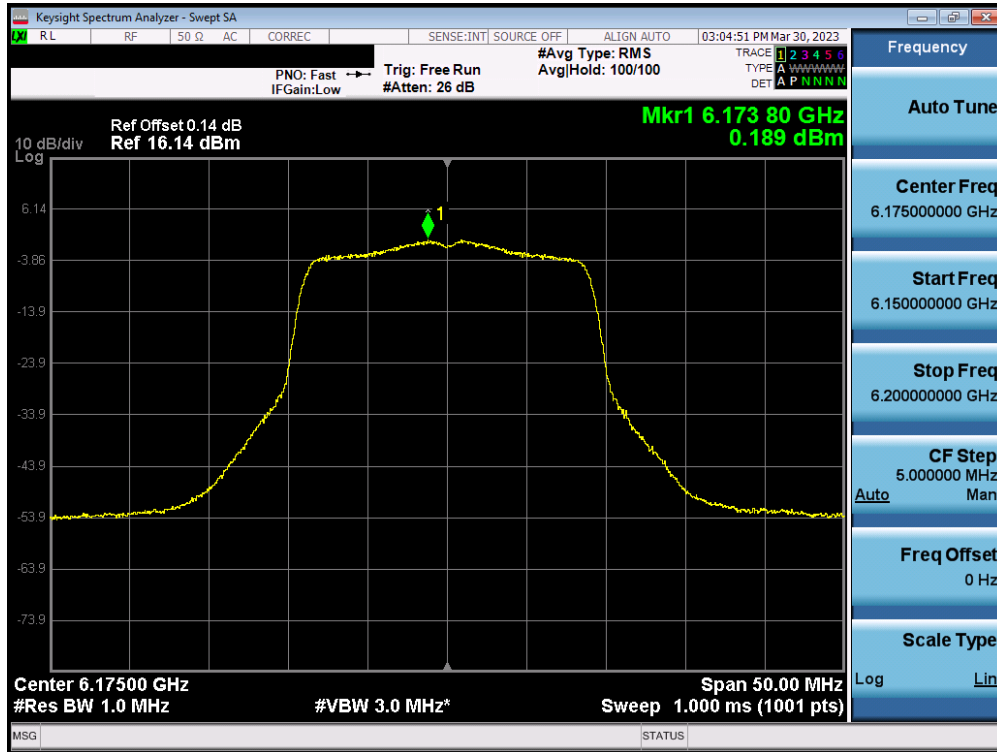 Keysight Spectrum Analyzer - Swept SA
LXI RL RF 50 Ω AC CORREC SENSE:INT SOURCE OFF ALIGN AUTO 03:04:51 PM Mar 30, 2023
PNO: Fast
IFGain:Low
Trig: Free Run
#Atten: 26 dB
#Avg Type: RMS
Avg|Hold: 100/100
TRACE 1 2 3 4 5 6
TYPE A WWWWW
DET A P N N N N
Mkr1 6.173 80 GHz
0.189 dBm
Ref Offset 0.14 dB
10 dB/div Ref 16.14 dBm
Log
6.14
-3.86
-13.9
-23.9
-33.9
-43.9
-53.9
-63.9
-73.9
1
Center 6.17500 GHz Span 50.00 MHz
#Res BW 1.0 MHz #VBW 3.0 MHz* Sweep 1.000 ms (1001 pts)
MSG STATUS
Frequency
Auto Tune
Center Freq
6.175000000 GHz
Start Freq
6.150000000 GHz
Stop Freq
6.200000000 GHz
CF Step
5.000000 MHz
Auto Man
Freq Offset
0 Hz
Scale Type
Log Lin